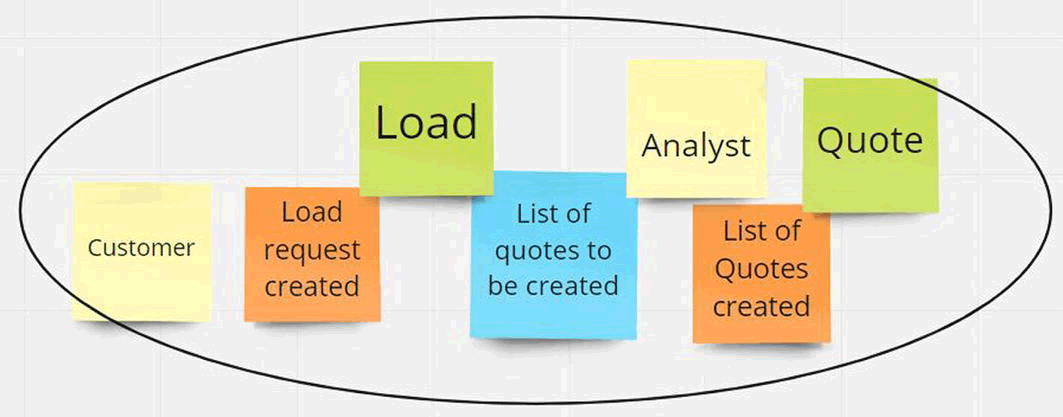 Customer
Load
request
created
Load
List of
quotes to
be created
Analyst
List of
Quotes
created
Quote